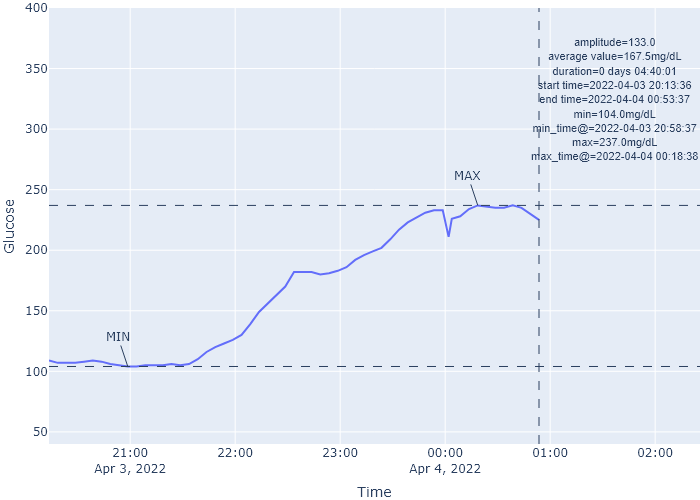 400
350
300
250
200
150
100
50
Glucose
amplitude=133.0
average value=167.5mg/dL
duration=0 days 04:40:01
start time=2022-04-03 20:13:36
end time=2022-04-04 00:53:37
min=104.0mg/dL
min_time@=2022-04-03 20:58:37
max=237.0mg/dL
max_time@=2022-04-04 00:18:38
MAX
MIN
21:00 22:00 23:00 00:00 01:00 02:00
Apr 3, 2022 Apr 4, 2022
Time